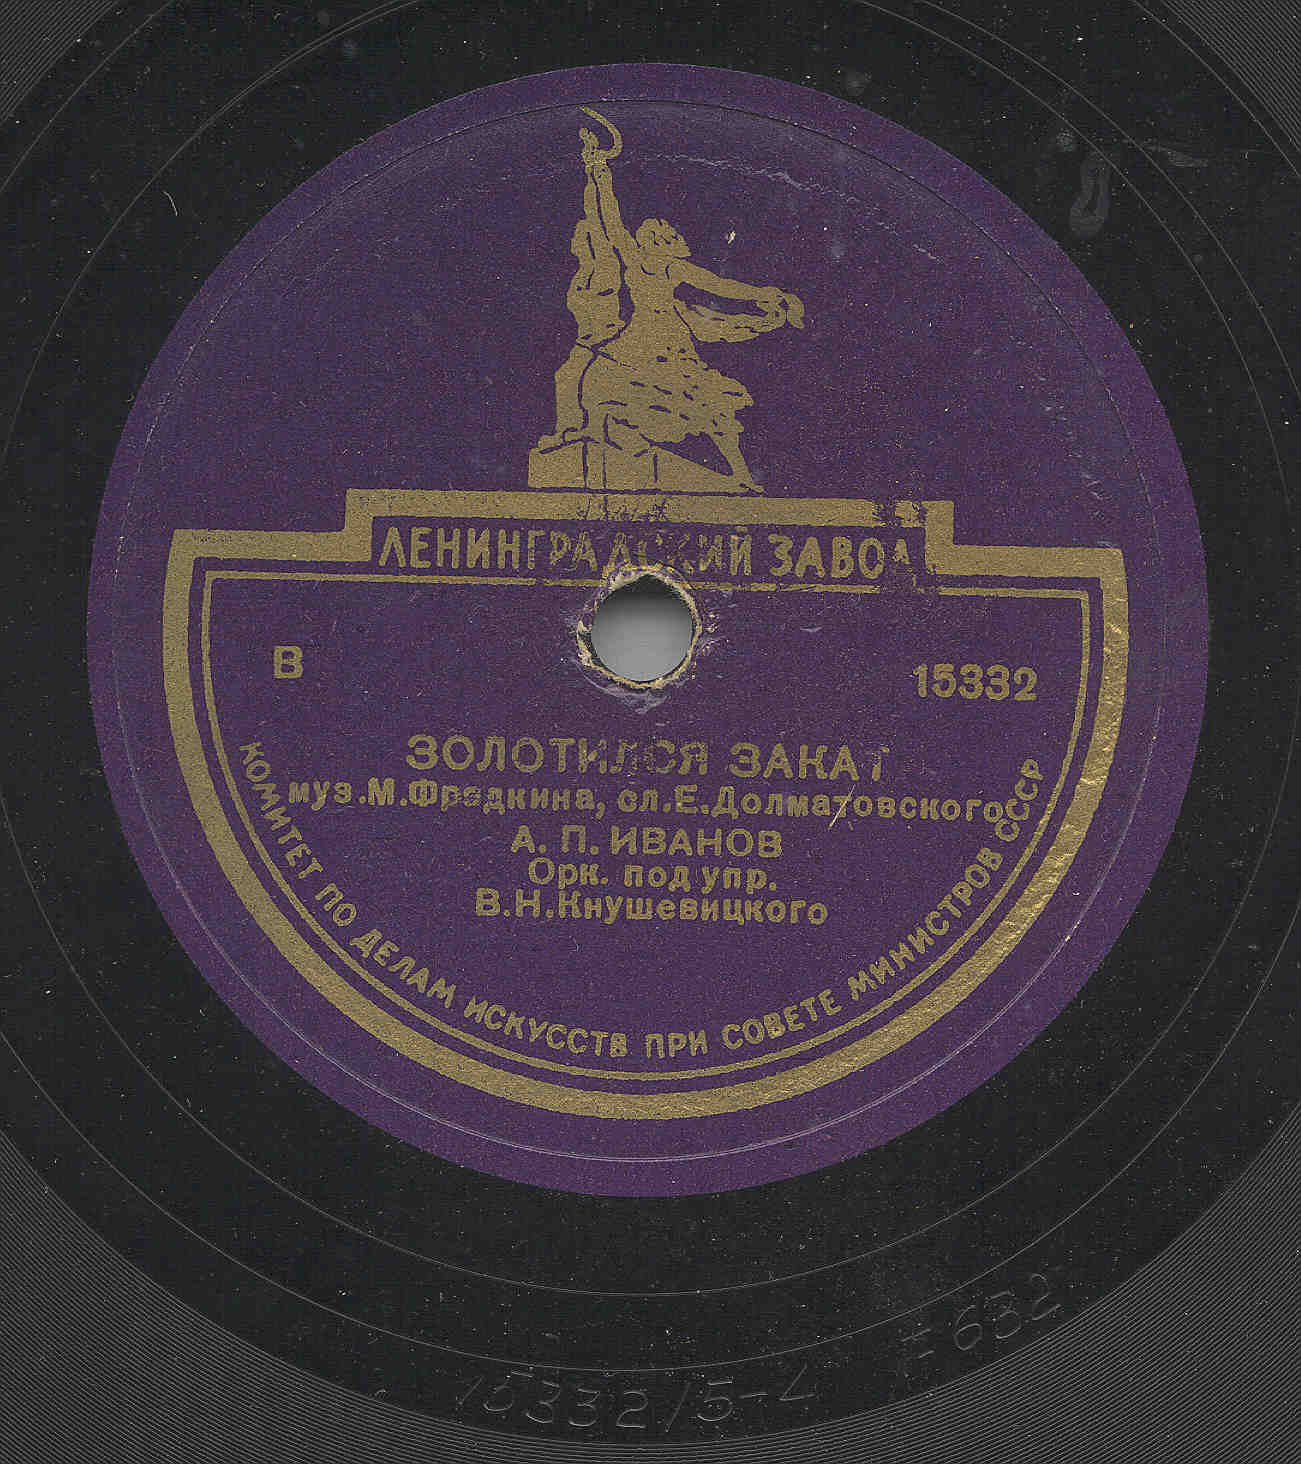 ЛЕНИНГРАДСКИЙ ЗАВОД
В
15332
ЗОЛОТИЛСЯ ЗАКАТ
муз.М.Фрадкина, сл.Е.Долматовского
А. П. ИВАНОВ
Орк. под упр.
В.Н.Кнушевицкого
КОМИТЕТ ПО ДЕЛАМ ИСКУССТВ ПРИ СОВЕТЕ МИНИСТРОВ СССР
= 632
15332/5-2